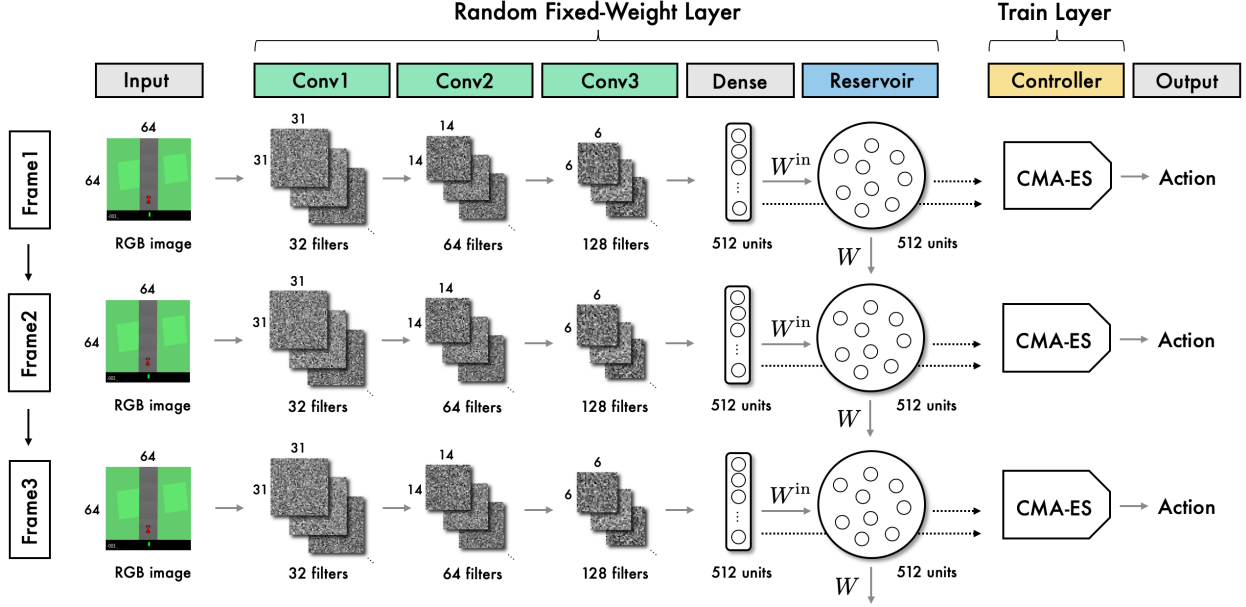 Random Fixed-Weight Layer
Train Layer
Input
Conv1
Conv2
Conv3
Dense
Reservoir
Controller
Output
Frame1
64
64
RGB image
31
31
32 filters
14
14
64 filters
6
6
128 filters
512 units
W^in
512 units
W
CMA-ES
Action
Frame2
64
64
RGB image
31
31
32 filters
14
14
64 filters
6
6
128 filters
512 units
W^in
512 units
W
CMA-ES
Action
Frame3
64
64
RGB image
31
31
32 filters
14
14
64 filters
6
6
128 filters
512 units
W^in
512 units
W
CMA-ES
Action